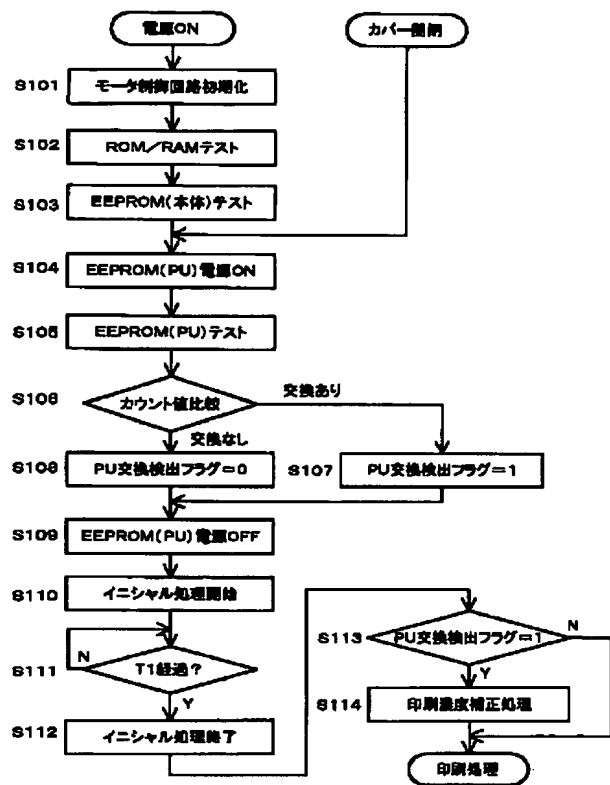 電源ON
カバー開閉
S101
モータ制御回路初期化
S102
ROM/RAMテスト
S103
EEPROM(本体)テスト
S104
EEPROM(PU)電源ON
S105
EEPROM(PU)テスト
S106
カウント値比較
交換あり
交換なし
S108
PU交換検出フラグ=0
S107
PU交換検出フラグ=1
S109
EEPROM(PU)電源OFF
S110
イニシャル処理開始
S111
T1経過?
N
Y
S112
イニシャル処理終了
S113
PU交換検出フラグ=1
N
Y
S114
印刷濃度補正処理
印刷処理